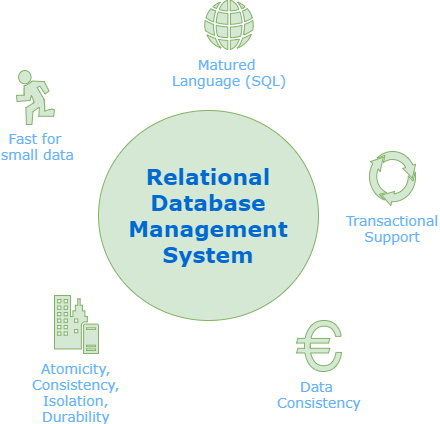 Matured
Language (SQL)
Fast for
small data
Relational
Database
Management
System
Transactional
Support
Atomicity,
Consistency,
Isolation,
Durability
Data
Consistency